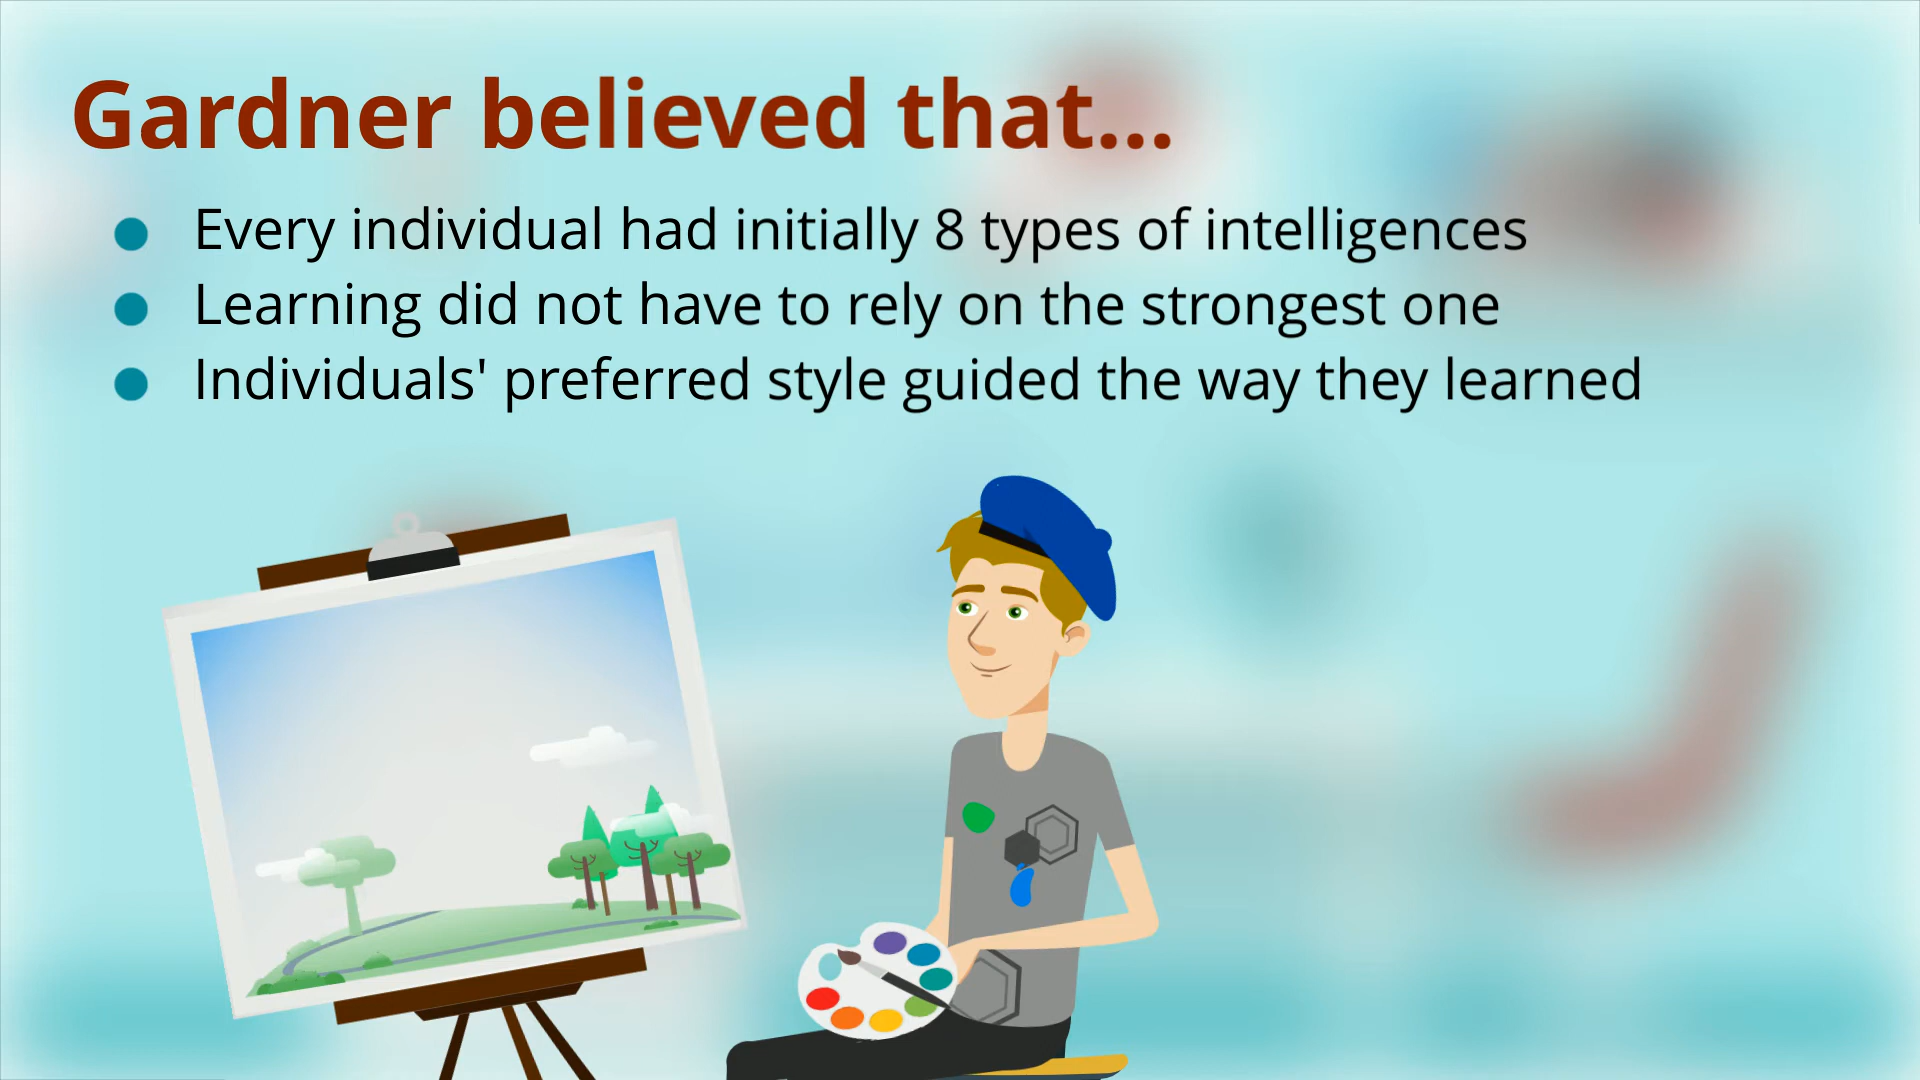 Gardner believed that...
● Every individual had initially 8 types of intelligences
● Learning did not have to rely on the strongest one
● Individuals' preferred style guided the way they learned